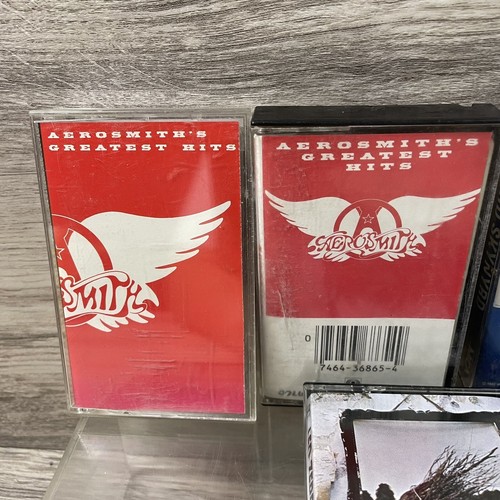 AEROSMITH'S
GREATEST HITS
SMITH
AEROSMITH'S
GREATEST
HITS
AEROSMITH
0
7464-36865-4